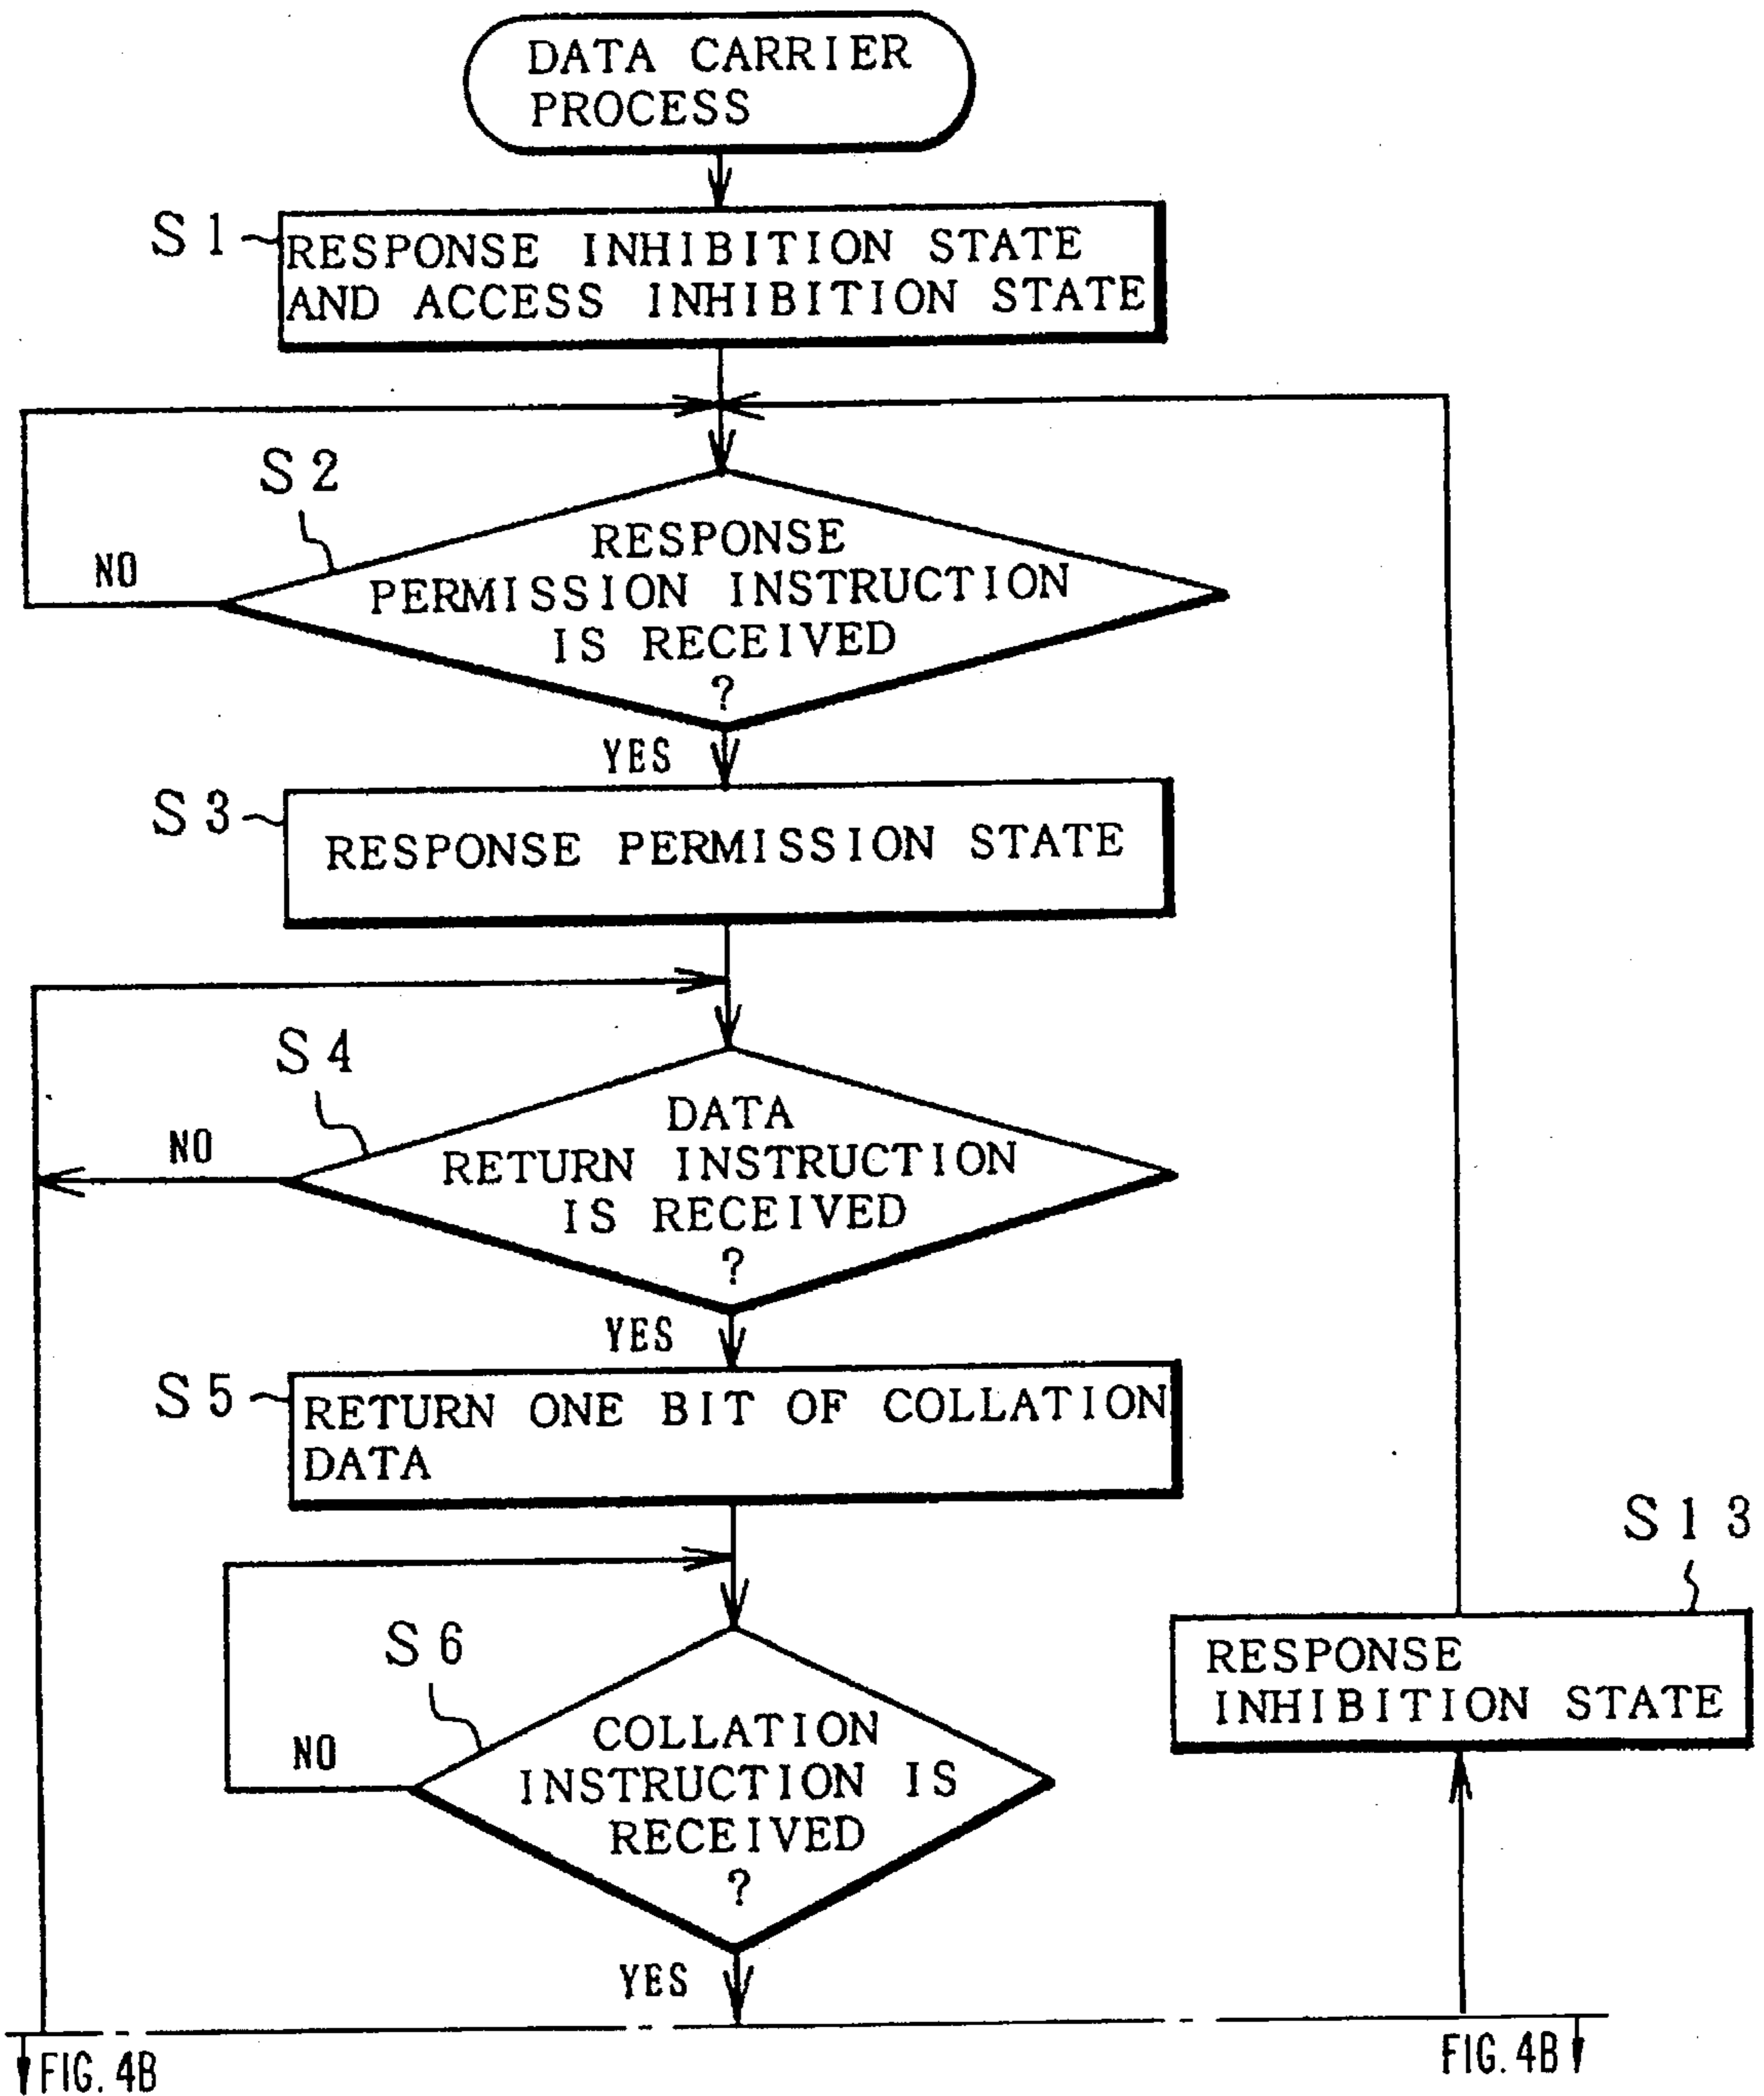 DATA CARRIER
PROCESS
S1
RESPONSE INHIBITION STATE
AND ACCESS INHIBITION STATE
S2
RESPONSE
PERMISSION INSTRUCTION
IS RECEIVED
?
NO
YES
S3
RESPONSE PERMISSION STATE
S4
DATA
RETURN INSTRUCTION
IS RECEIVED
?
NO
YES
S5
RETURN ONE BIT OF COLLATION
DATA
S13
RESPONSE
INHIBITION STATE
S6
COLLATION
INSTRUCTION IS
RECEIVED
?
NO
YES
FIG. 4B
FIG. 4B